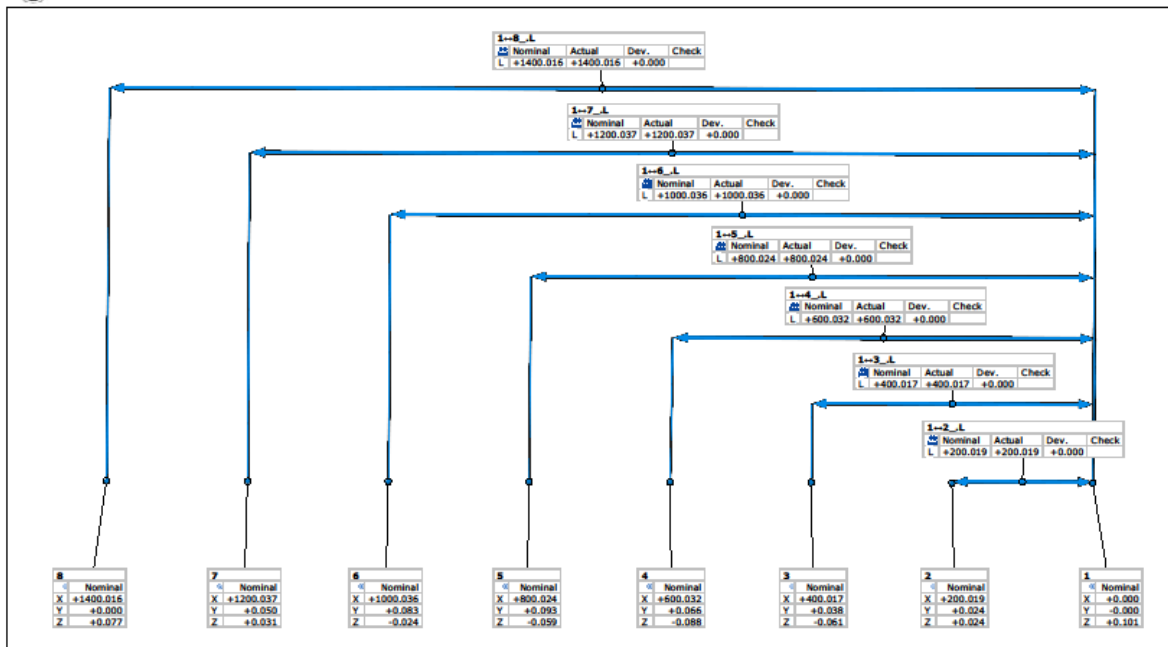 1↔8_.L
Nominal Actual Dev. Check
L +1400.016 +1400.016 +0.000
1↔7_.L
Nominal Actual Dev. Check
L +1200.037 +1200.037 +0.000
1↔6_.L
Nominal Actual Dev. Check
L +1000.036 +1000.036 +0.000
1↔5_.L
Nominal Actual Dev. Check
L +800.024 +800.024 +0.000
1↔4_.L
Nominal Actual Dev. Check
L +600.032 +600.032 +0.000
1↔3_.L
Nominal Actual Dev. Check
L +400.017 +400.017 +0.000
1↔2_.L
Nominal Actual Dev. Check
L +200.019 +200.019 +0.000
8
Nominal
X +1400.016
Y +0.000
Z +0.077
7
Nominal
X +1200.037
Y +0.050
Z +0.031
6
Nominal
X +1000.036
Y +0.083
Z -0.024
5
Nominal
X +800.024
Y +0.093
Z -0.059
4
Nominal
X +600.032
Y +0.066
Z -0.088
3
Nominal
X +400.017
Y +0.038
Z -0.061
2
Nominal
X +200.019
Y +0.024
Z +0.024
1
Nominal
X +0.000
Y -0.000
Z +0.101